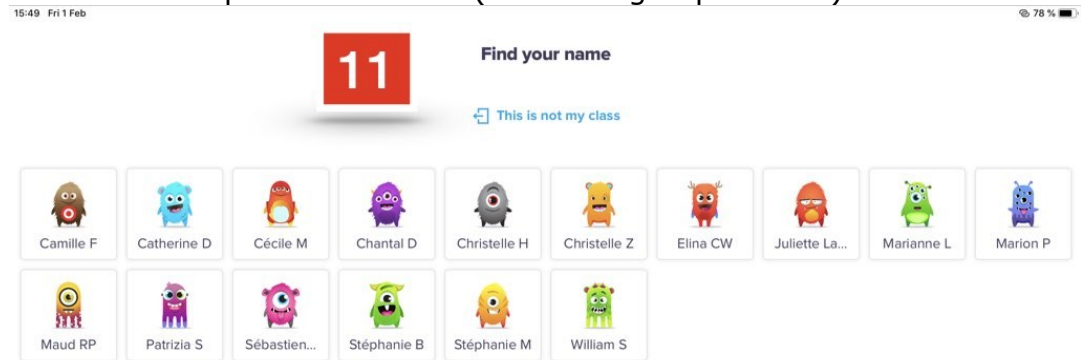 15:49 Fri 1 Feb 78 %
11 Find your name
This is not my class
Camille F Catherine D Cécile M Chantal D Christelle H Christelle Z Elina CW Juliette La... Marianne L Marion P
Maud RP Patrizia S Sébastien... Stéphanie B Stéphanie M William S